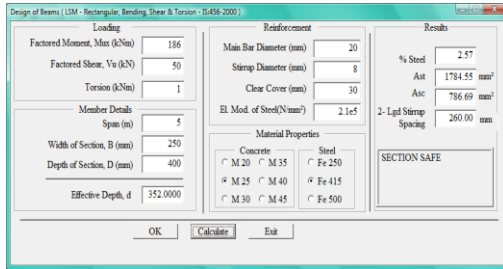 Design of Beams ( LSM - Rectangular, Bending, Shear & Torsion - IS:456-2000 )
Loading
Factored Moment, Mux (kNm) 186
Factored Shear, Vu (kN) 50
Torsion (kNm) 1
Member Details
Span (m) 5
Width of Section, B (mm) 250
Depth of Section, D (mm) 400
Effective Depth, d 352.0000
Reinforcement
Main Bar Diameter (mm) 20
Stirrup Diameter (mm) 8
Clear Cover (mm) 30
El. Mod. of Steel(N/mm²) 2.1e5
Material Properties
Concrete
M 20 M 35
M 25 M 40
M 30 M 45
Steel
Fe 250
Fe 415
Fe 500
Results
% Steel 2.57
Ast 1784.55 mm²
Asc 786.69 mm²
2- Lgd Stirrup
Spacing 260.00 mm
SECTION SAFE
OK Calculate Exit